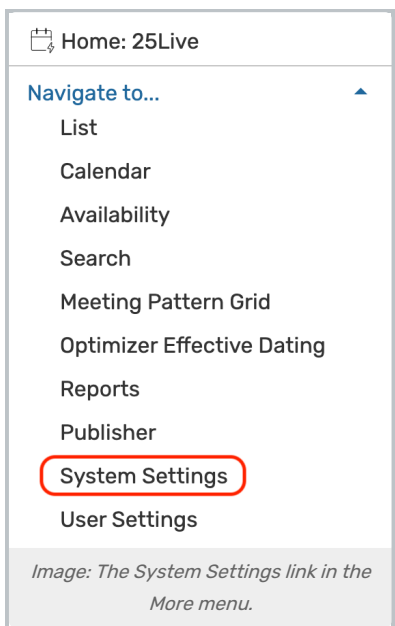 Home: 25Live
Navigate to...
List
Calendar
Availability
Search
Meeting Pattern Grid
Optimizer Effective Dating
Reports
Publisher
System Settings
User Settings
Image: The System Settings link in the
More menu.